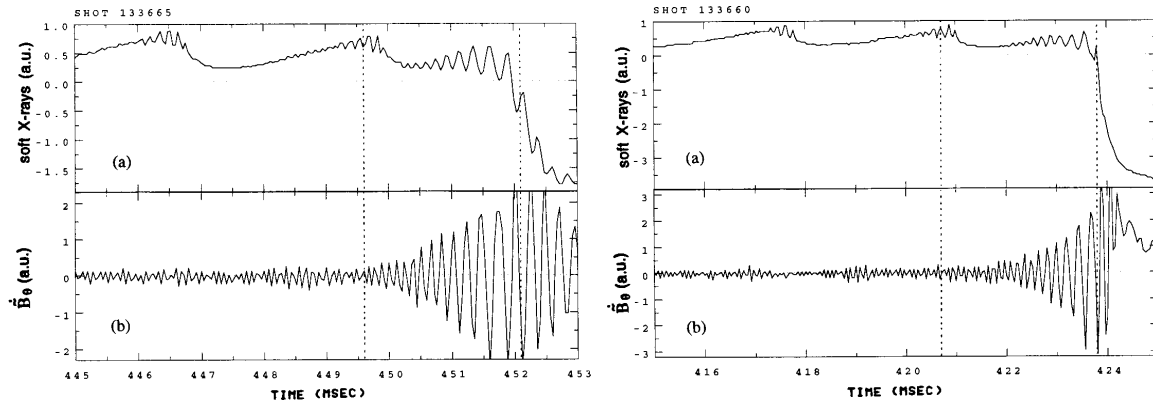 SHOT 133665
1.0
0.5
0.0
-0.5
-1.0
-1.5
soft X-rays (a.u.)
(a)
2
1
0
-1
-2
Ḃ̃θ (a.u.)
(b)
445 446 447 448 449 450 451 452 453
TIME (MSEC)
SHOT 133660
1
0
-1
-2
-3
soft X-rays (a.u.)
(a)
3
2
1
0
-1
-2
-3
Ḃ̃θ (a.u.)
(b)
416 418 420 422 424
TIME (MSEC)